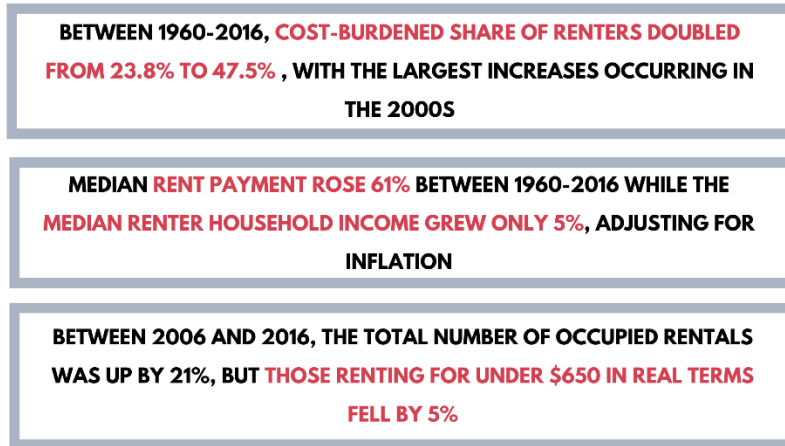 BETWEEN 1960-2016, COST-BURDENED SHARE OF RENTERS DOUBLED
FROM 23.8% TO 47.5% , WITH THE LARGEST INCREASES OCCURRING IN
THE 2000S
MEDIAN RENT PAYMENT ROSE 61% BETWEEN 1960-2016 WHILE THE
MEDIAN RENTER HOUSEHOLD INCOME GREW ONLY 5%, ADJUSTING FOR
INFLATION
BETWEEN 2006 AND 2016, THE TOTAL NUMBER OF OCCUPIED RENTALS
WAS UP BY 21%, BUT THOSE RENTING FOR UNDER $650 IN REAL TERMS
FELL BY 5%